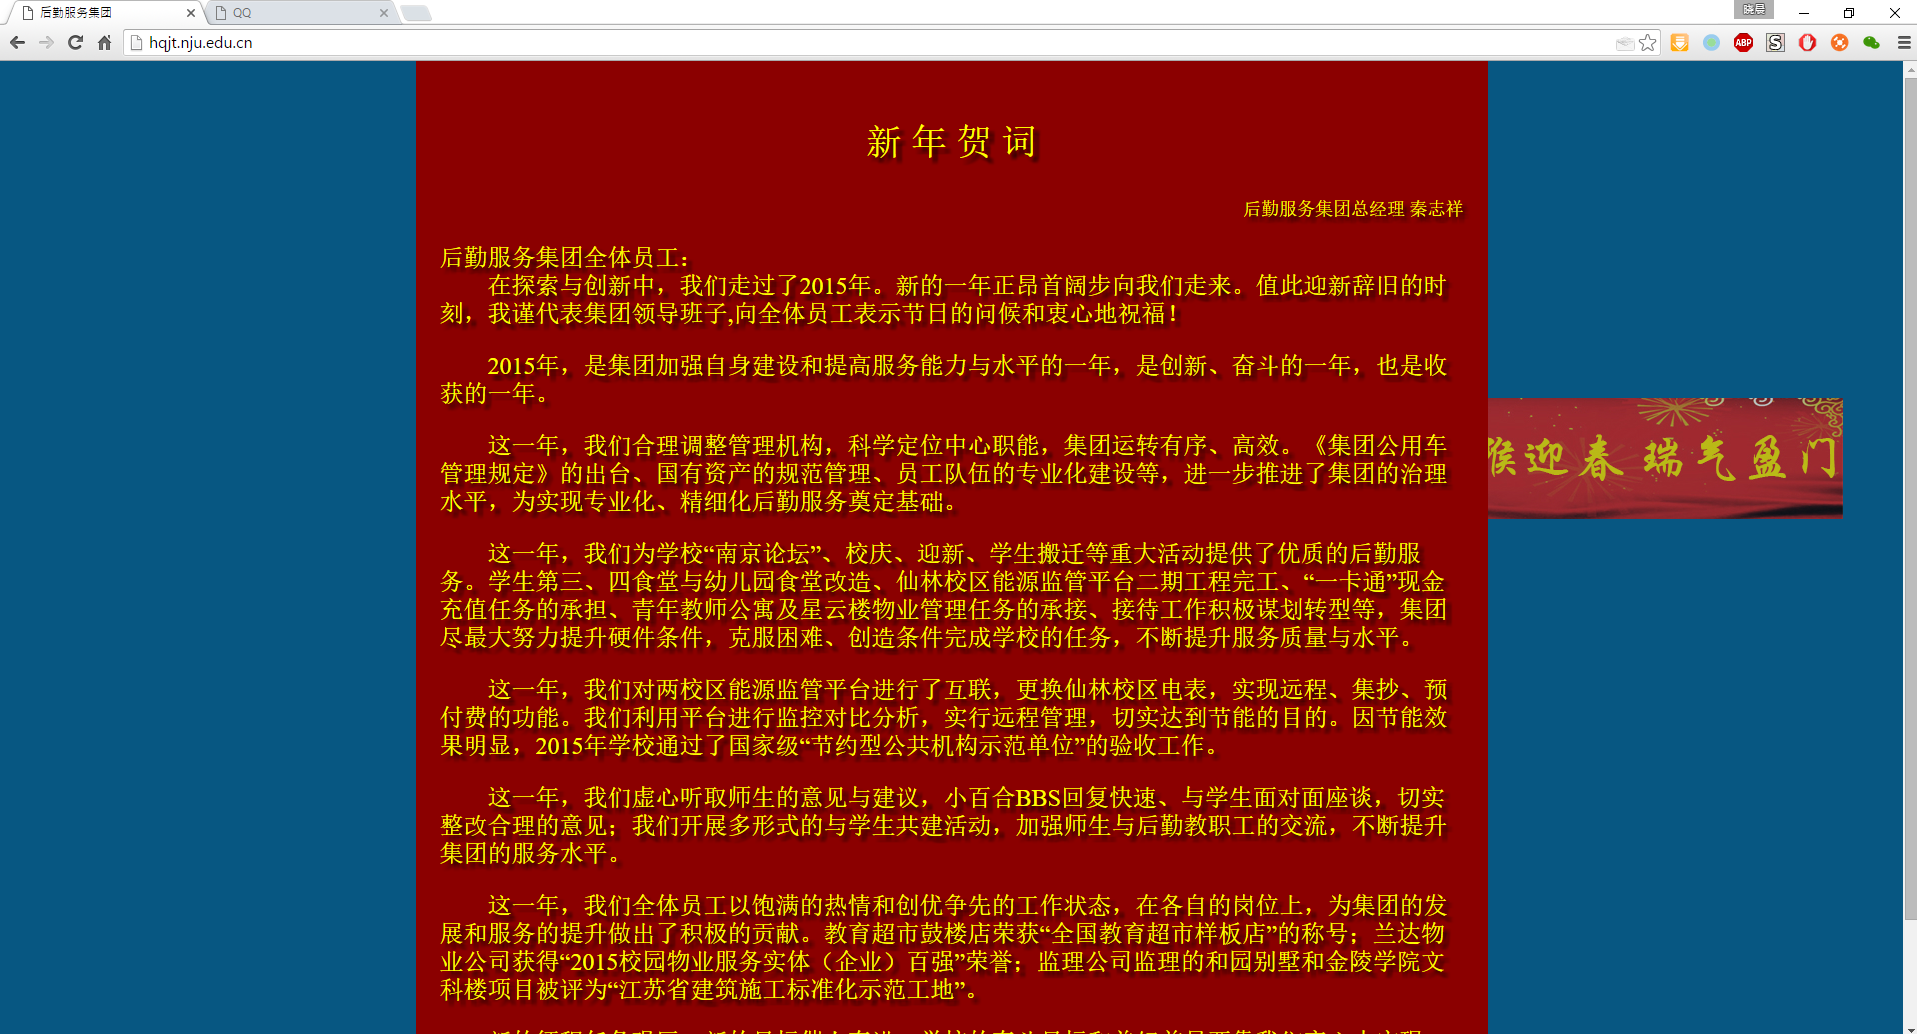 后勤服务集团
QQ
晓晨
hqjt.nju.edu.cn
ABP
S
新 年 贺 词
后勤服务集团总经理 秦志祥
后勤服务集团全体员工：
在探索与创新中，我们走过了2015年。新的一年正昂首阔步向我们走来。值此迎新辞旧的时
刻，我谨代表集团领导班子,向全体员工表示节日的问候和衷心地祝福！
2015年，是集团加强自身建设和提高服务能力与水平的一年，是创新、奋斗的一年，也是收
获的一年。
这一年，我们合理调整管理机构，科学定位中心职能，集团运转有序、高效。《集团公用车
管理规定》的出台、国有资产的规范管理、员工队伍的专业化建设等，进一步推进了集团的治理
水平，为实现专业化、精细化后勤服务奠定基础。
这一年，我们为学校“南京论坛”、校庆、迎新、学生搬迁等重大活动提供了优质的后勤服
务。学生第三、四食堂与幼儿园食堂改造、仙林校区能源监管平台二期工程完工、“一卡通”现金
充值任务的承担、青年教师公寓及星云楼物业管理任务的承接、接待工作积极谋划转型等，集团
尽最大努力提升硬件条件，克服困难、创造条件完成学校的任务，不断提升服务质量与水平。
这一年，我们对两校区能源监管平台进行了互联，更换仙林校区电表，实现远程、集抄、预
付费的功能。我们利用平台进行监控对比分析，实行远程管理，切实达到节能的目的。因节能效
果明显，2015年学校通过了国家级“节约型公共机构示范单位”的验收工作。
这一年，我们虚心听取师生的意见与建议，小百合BBS回复快速、与学生面对面座谈，切实
整改合理的意见；我们开展多形式的与学生共建活动，加强师生与后勤教职工的交流，不断提升
集团的服务水平。
这一年，我们全体员工以饱满的热情和创优争先的工作状态，在各自的岗位上，为集团的发
展和服务的提升做出了积极的贡献。教育超市鼓楼店荣获“全国教育超市样板店”的称号；兰达物
业公司获得“2015校园物业服务实体（企业）百强”荣誉；监理公司监理的和园别墅和金陵学院文
科楼项目被评为“江苏省建筑施工标准化示范工地”。
猴迎春 瑞气盈门